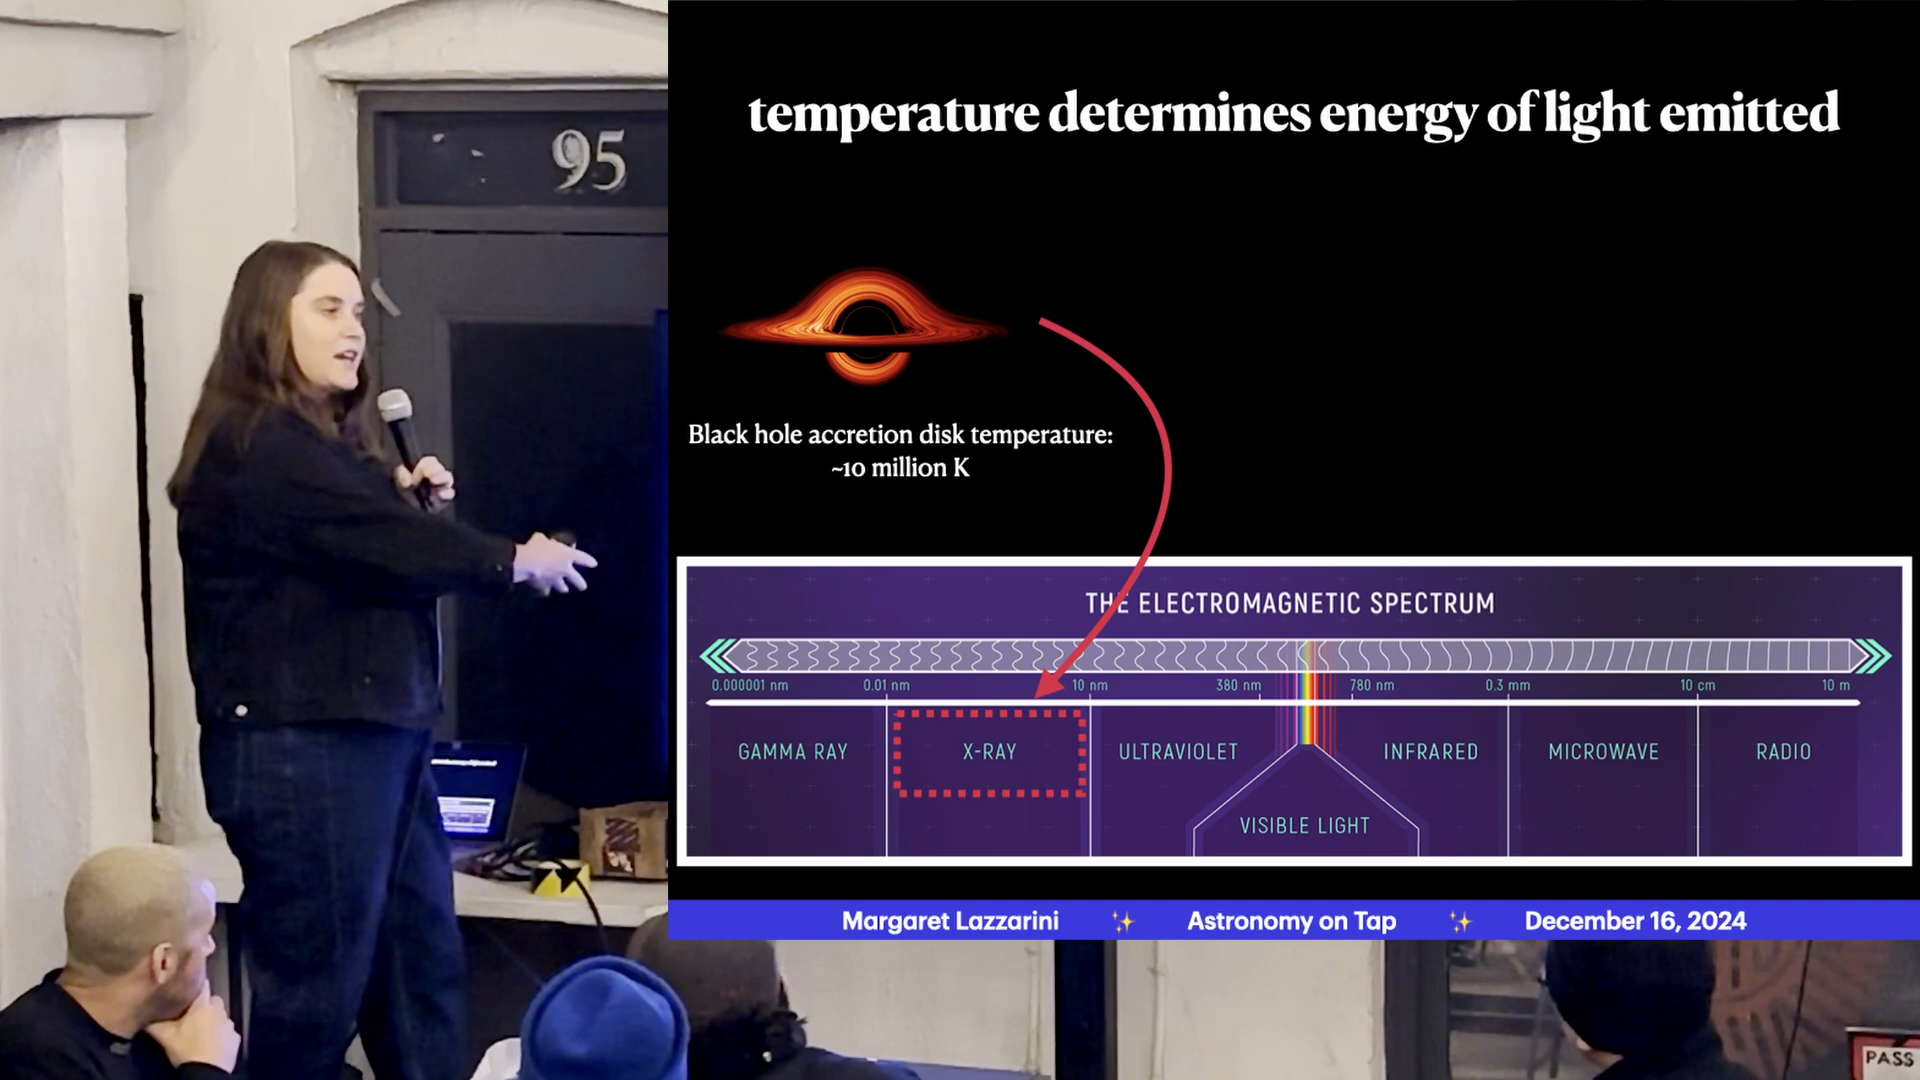 95
temperature determines energy of light emitted
Black hole accretion disk temperature:
~10 million K
THE ELECTROMAGNETIC SPECTRUM
0.000001 nm 0.01 nm 10 nm 380 nm 780 nm 0.3 mm 10 cm 10 m
GAMMA RAY X-RAY ULTRAVIOLET INFRARED MICROWAVE RADIO
VISIBLE LIGHT
Margaret Lazzarini ✨ Astronomy on Tap ✨ December 16, 2024
PASS